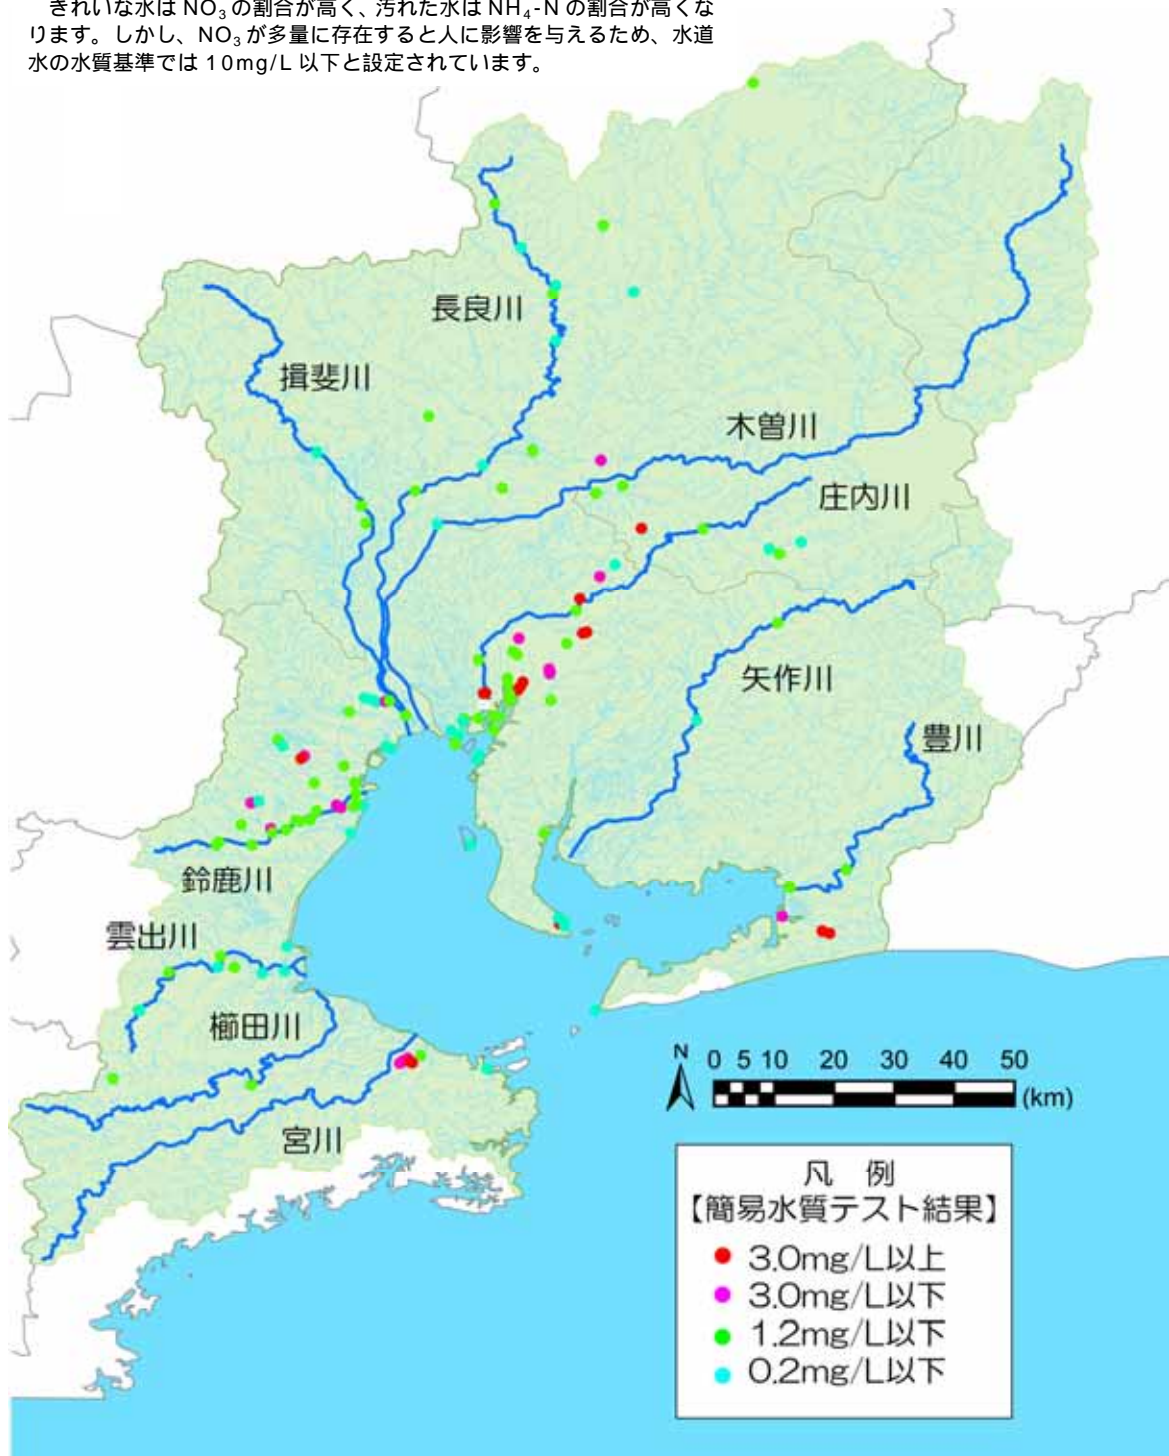 きれいな水は NO₃ の割合が高く、汚れた水は NH₄-N の割合が高くな
ります。しかし、NO₃ が多量に存在すると人に影響を与えるため、水道
水の水質基準では 10mg/L 以下と設定されています。
長良川
揖斐川
木曽川
庄内川
矢作川
豊川
鈴鹿川
雲出川
櫛田川
宮川
N 0 5 10 20 30 40 50
(km)
凡 例
【簡易水質テスト結果】
3.0mg/L以上
3.0mg/L以下
1.2mg/L以下
0.2mg/L以下